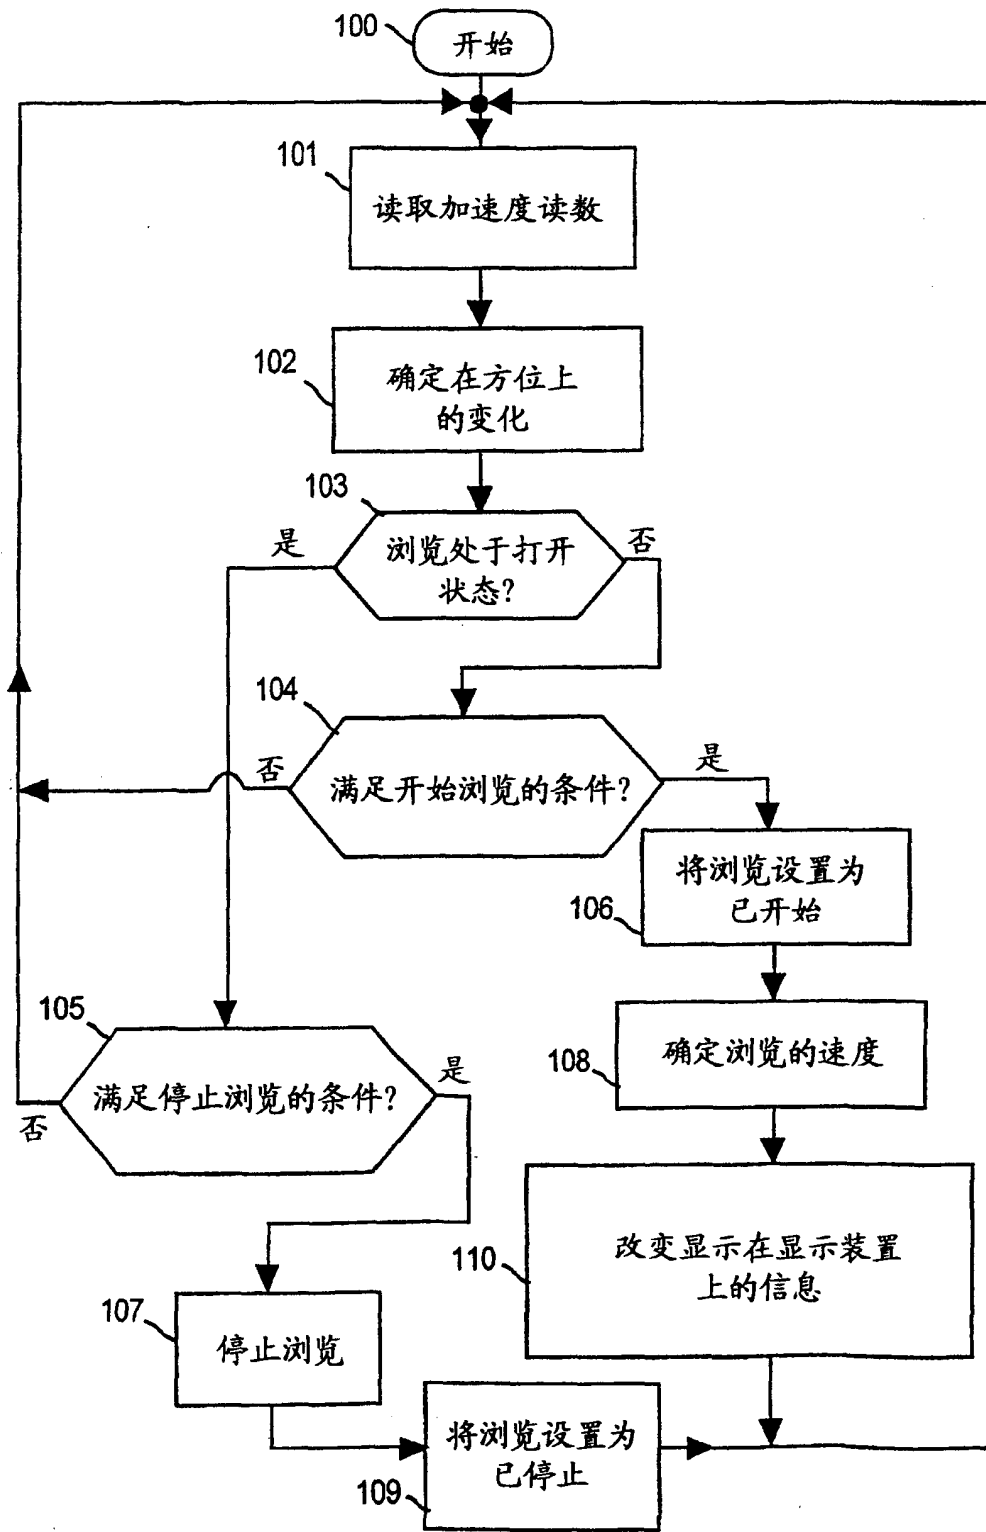 100
开始
101
读取加速度读数
102
确定在方位上
的变化
103
是
浏览处于打开
状态?
否
104
否
满足开始浏览的条件?
是
将浏览设置为
已开始
106
105
满足停止浏览的条件?
是
否
确定浏览的速度
108
改变显示在显示装置
上的信息
110
107
停止浏览
将浏览设置为
已停止
109